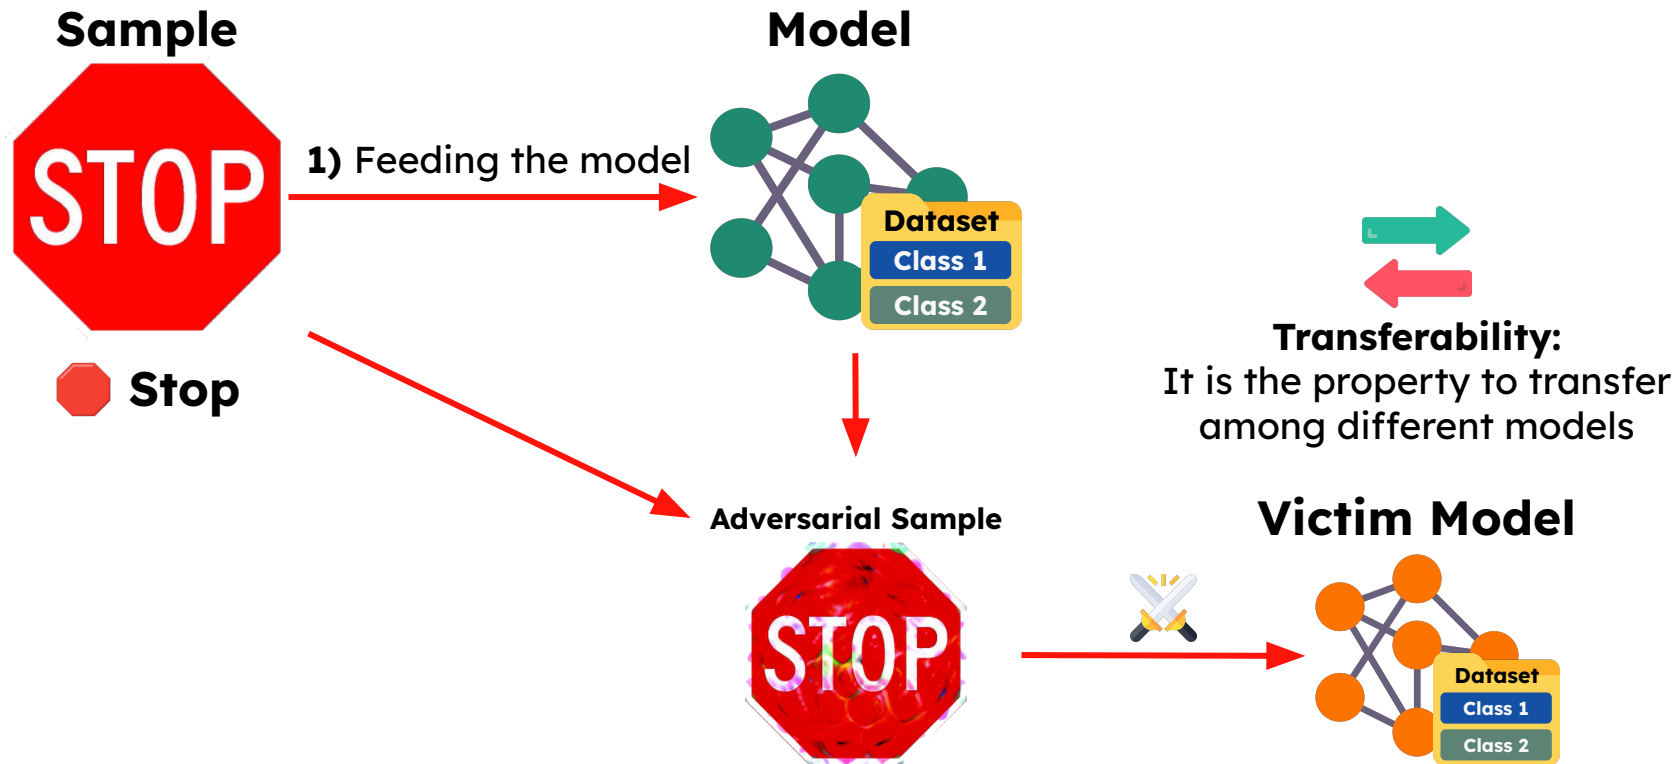 Sample
Model
STOP
1) Feeding the model
Dataset
Class 1
Class 2
Stop
Transferability:
It is the property to transfer
among different models
Adversarial Sample
STOP
Victim Model
Dataset
Class 1
Class 2